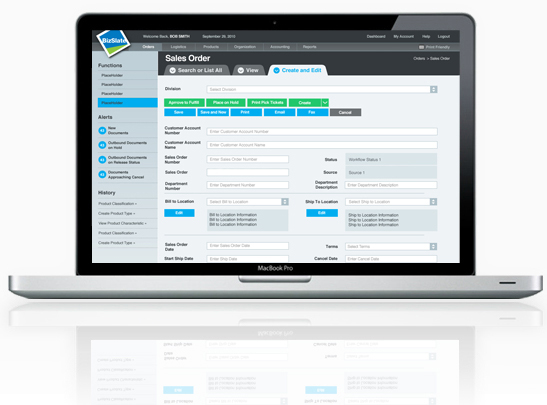 BizSlate
Welcome Back, BOB SMITH
September 30, 2010
Dashboard
My Account
Help
Logout
Orders
Logistics
Products
Organization
Accounting
Reports
Print Friendly
Functions
Placeholder
Placeholder
Placeholder
Placeholder
Alerts
New
Documents
Outbound Documents
on Hold
Outbound Documents
on Release Status
Documents
Approaching Cancel
History
Product Classification »
Create Product Type »
View Product Characteristic »
Product Classification »
Create Product Type »
Sales Order
Orders > Sales Order
Search or List All
View
Create and Edit
Division
Select Division
Approve to Fulfill
Place on Hold
Print Pick Tickets
Create
Save
Save and New
Print
Email
Fax
Cancel
Customer Account
Number
Enter Customer Account Number
Customer Account
Name
Enter Customer Account Name
Sales Order
Number
Enter Sales Order Number
Status
Workflow Status 1
Sales Order
Enter Sales Order
Source
Source 1
Department
Number
Enter Department Number
Department
Description
Enter Department Description
Bill to Location
Select Bill to Location
Ship To Location
Select Ship to Location
Edit
Bill to Location Information
Bill to Location Information
Bill to Location Information
Edit
Ship to Location Information
Ship to Location Information
Ship to Location Information
Sales Order
Date
Enter Sales Order Date
Terms
Select Terms
Start Ship Date
Enter Ship Date
Cancel Date
Enter Cancel Date
MacBook Pro